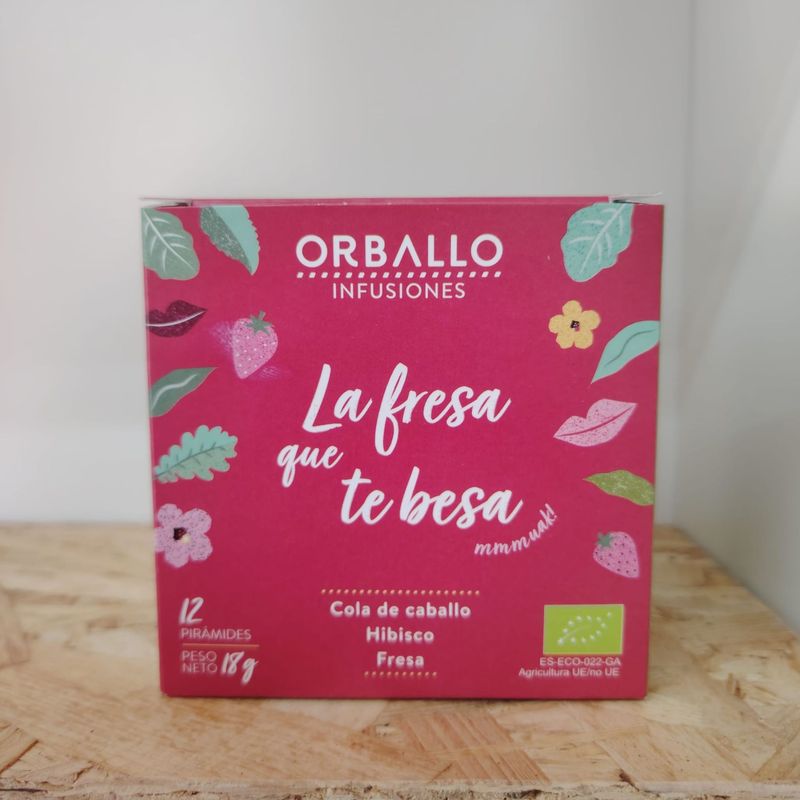 ORBALLO
INFUSIONES
La fresa
que
te besa
mmmuak!
12
PIRÁMIDES
PESO
NETO 18g
Cola de caballo
Hibisco
Fresa
ES-ECO-022-GA
Agricultura UE/no UE